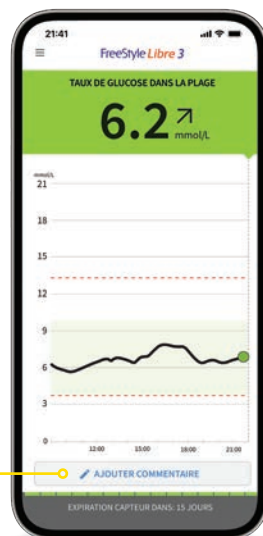 21:41
FreeStyle Libre 3
TAUX DE GLUCOSE DANS LA PLAGE
6.2
mmol/L
mmol/L
21
18
15
12
9
6
3
0
12:00 15:00 18:00 21:00
AJOUTER COMMENTAIRE
EXPIRATION CAPTEUR DANS: 15 JOURS